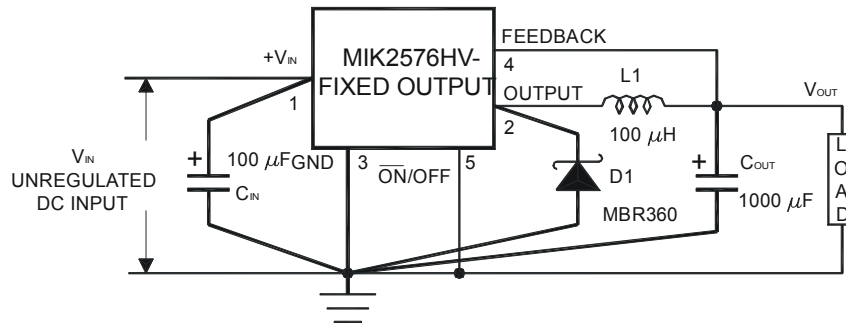 FEEDBACK
+VIN
MIK2576HV-
FIXED OUTPUT
4
L1
OUTPUT
VOUT
1
2
100 μH
+
100 μF
GND
3
ON/OFF
5
+
COUT
LOAD
VIN
UNREGULATED
DC INPUT
CIN
D1
MBR360
1000 μF